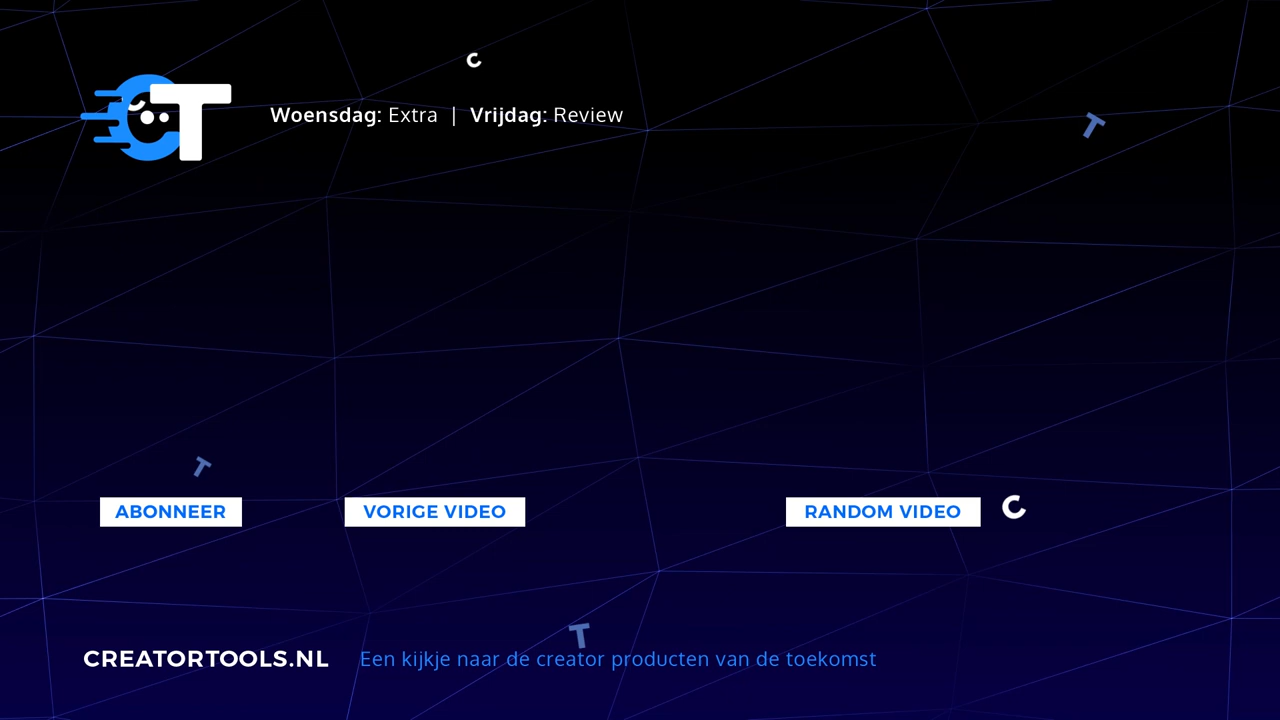 CT
Woensdag: Extra | Vrijdag: Review
C
T
T
ABONNEER
VORIGE VIDEO
RANDOM VIDEO
C
T
CREATORTOOLS.NL
Een kijkje naar de creator producten van de toekomst